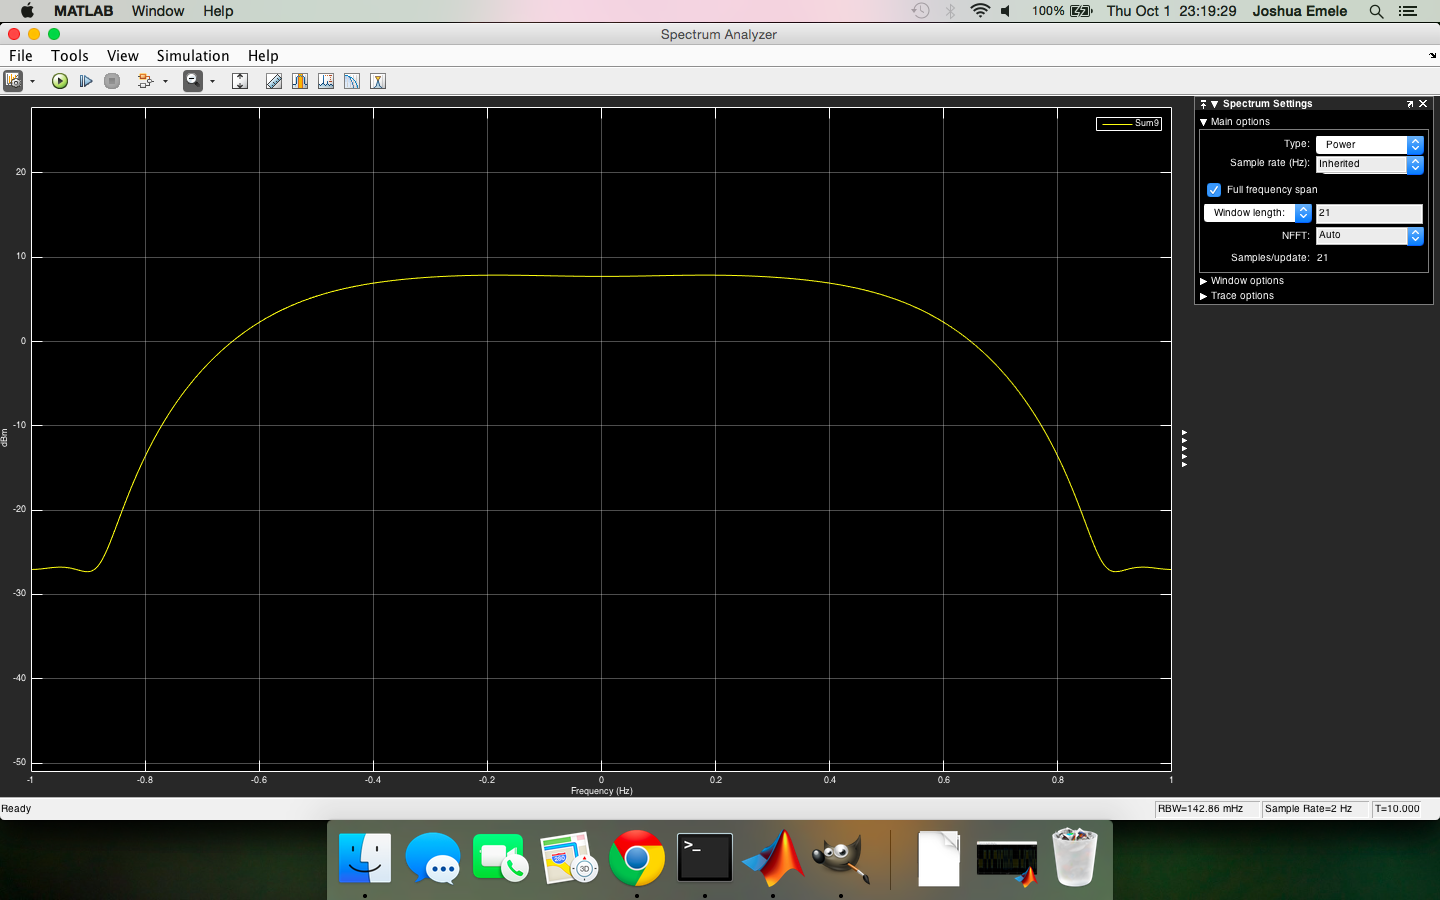 MATLAB Window Help 100% Thu Oct 1 23:19:29 Joshua Emele
Spectrum Analyzer
File Tools View Simulation Help
Sum9
20
10
0
-10
-20
-30
-40
-50
dBm
-1 -0.8 -0.6 -0.4 -0.2 0 0.2 0.4 0.6 0.8 1
Frequency (Hz)
Spectrum Settings
Main options
Type: Power
Sample rate (Hz): Inherited
Full frequency span
Window length: 21
NFFT: Auto
Samples/update: 21
Window options
Trace options
Ready RBW=142.86 mHz Sample Rate=2 Hz T=10.000
280
3D
>_